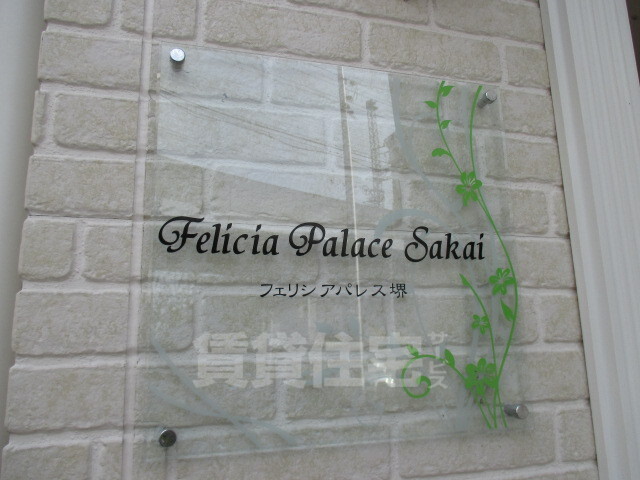 Felicia Palace Sakai
フェリシアパレス堺
賃貸住宅サービス